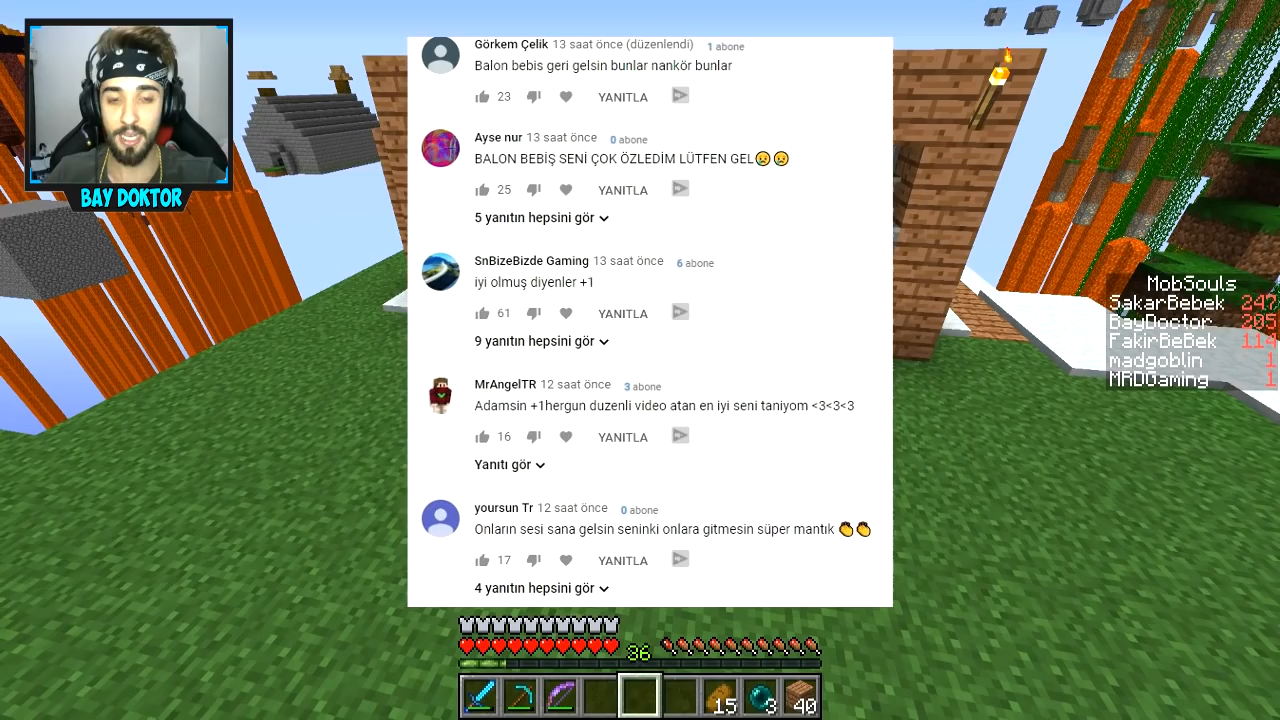 BAY DOKTOR
Görkem Çelik 13 saat önce (düzenlendi) 1 abone
Balon bebis geri gelsin bunlar nankör bunlar
23 YANITLA
Ayse nur 13 saat önce 0 abone
BALON BEBİŞ SENİ ÇOK ÖZLEDİM LÜTFEN GEL😢😢
25 YANITLA
5 yanıtın hepsini gör
SnBizeBizde Gaming 13 saat önce 6 abone
iyi olmuş diyenler +1
61 YANITLA
9 yanıtın hepsini gör
MrAngelTR 12 saat önce 3 abone
Adamsin +1hergun duzenli video atan en iyi seni taniyom <3<3<3
16 YANITLA
Yanıtı gör
yoursun Tr 12 saat önce 0 abone
Onların sesi sana gelsin seninki onlara gitmesin süper mantık 👏👏
17 YANITLA
4 yanıtın hepsini gör
MobSouls
SakarBebek 247
BayDoctor 205
FakirBeBek 114
madgoblin 1
MRDGaming 1
36
15 3 40